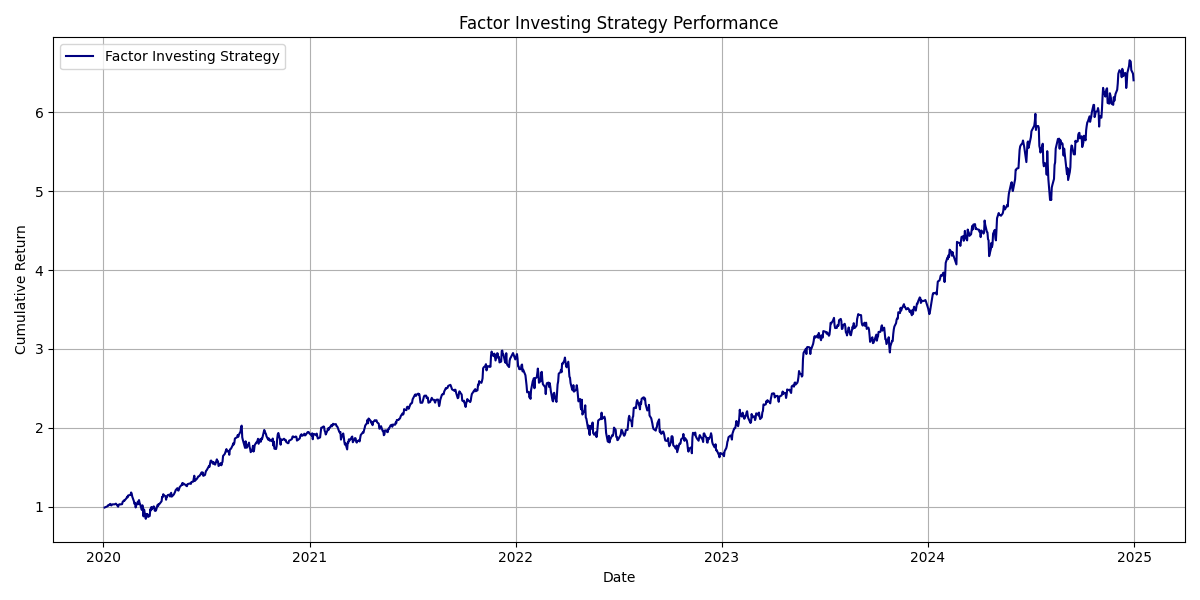 Factor Investing Strategy Performance
Factor Investing Strategy
Cumulative Return
6
5
4
3
2
1
2020 2021 2022 2023 2024 2025
Date